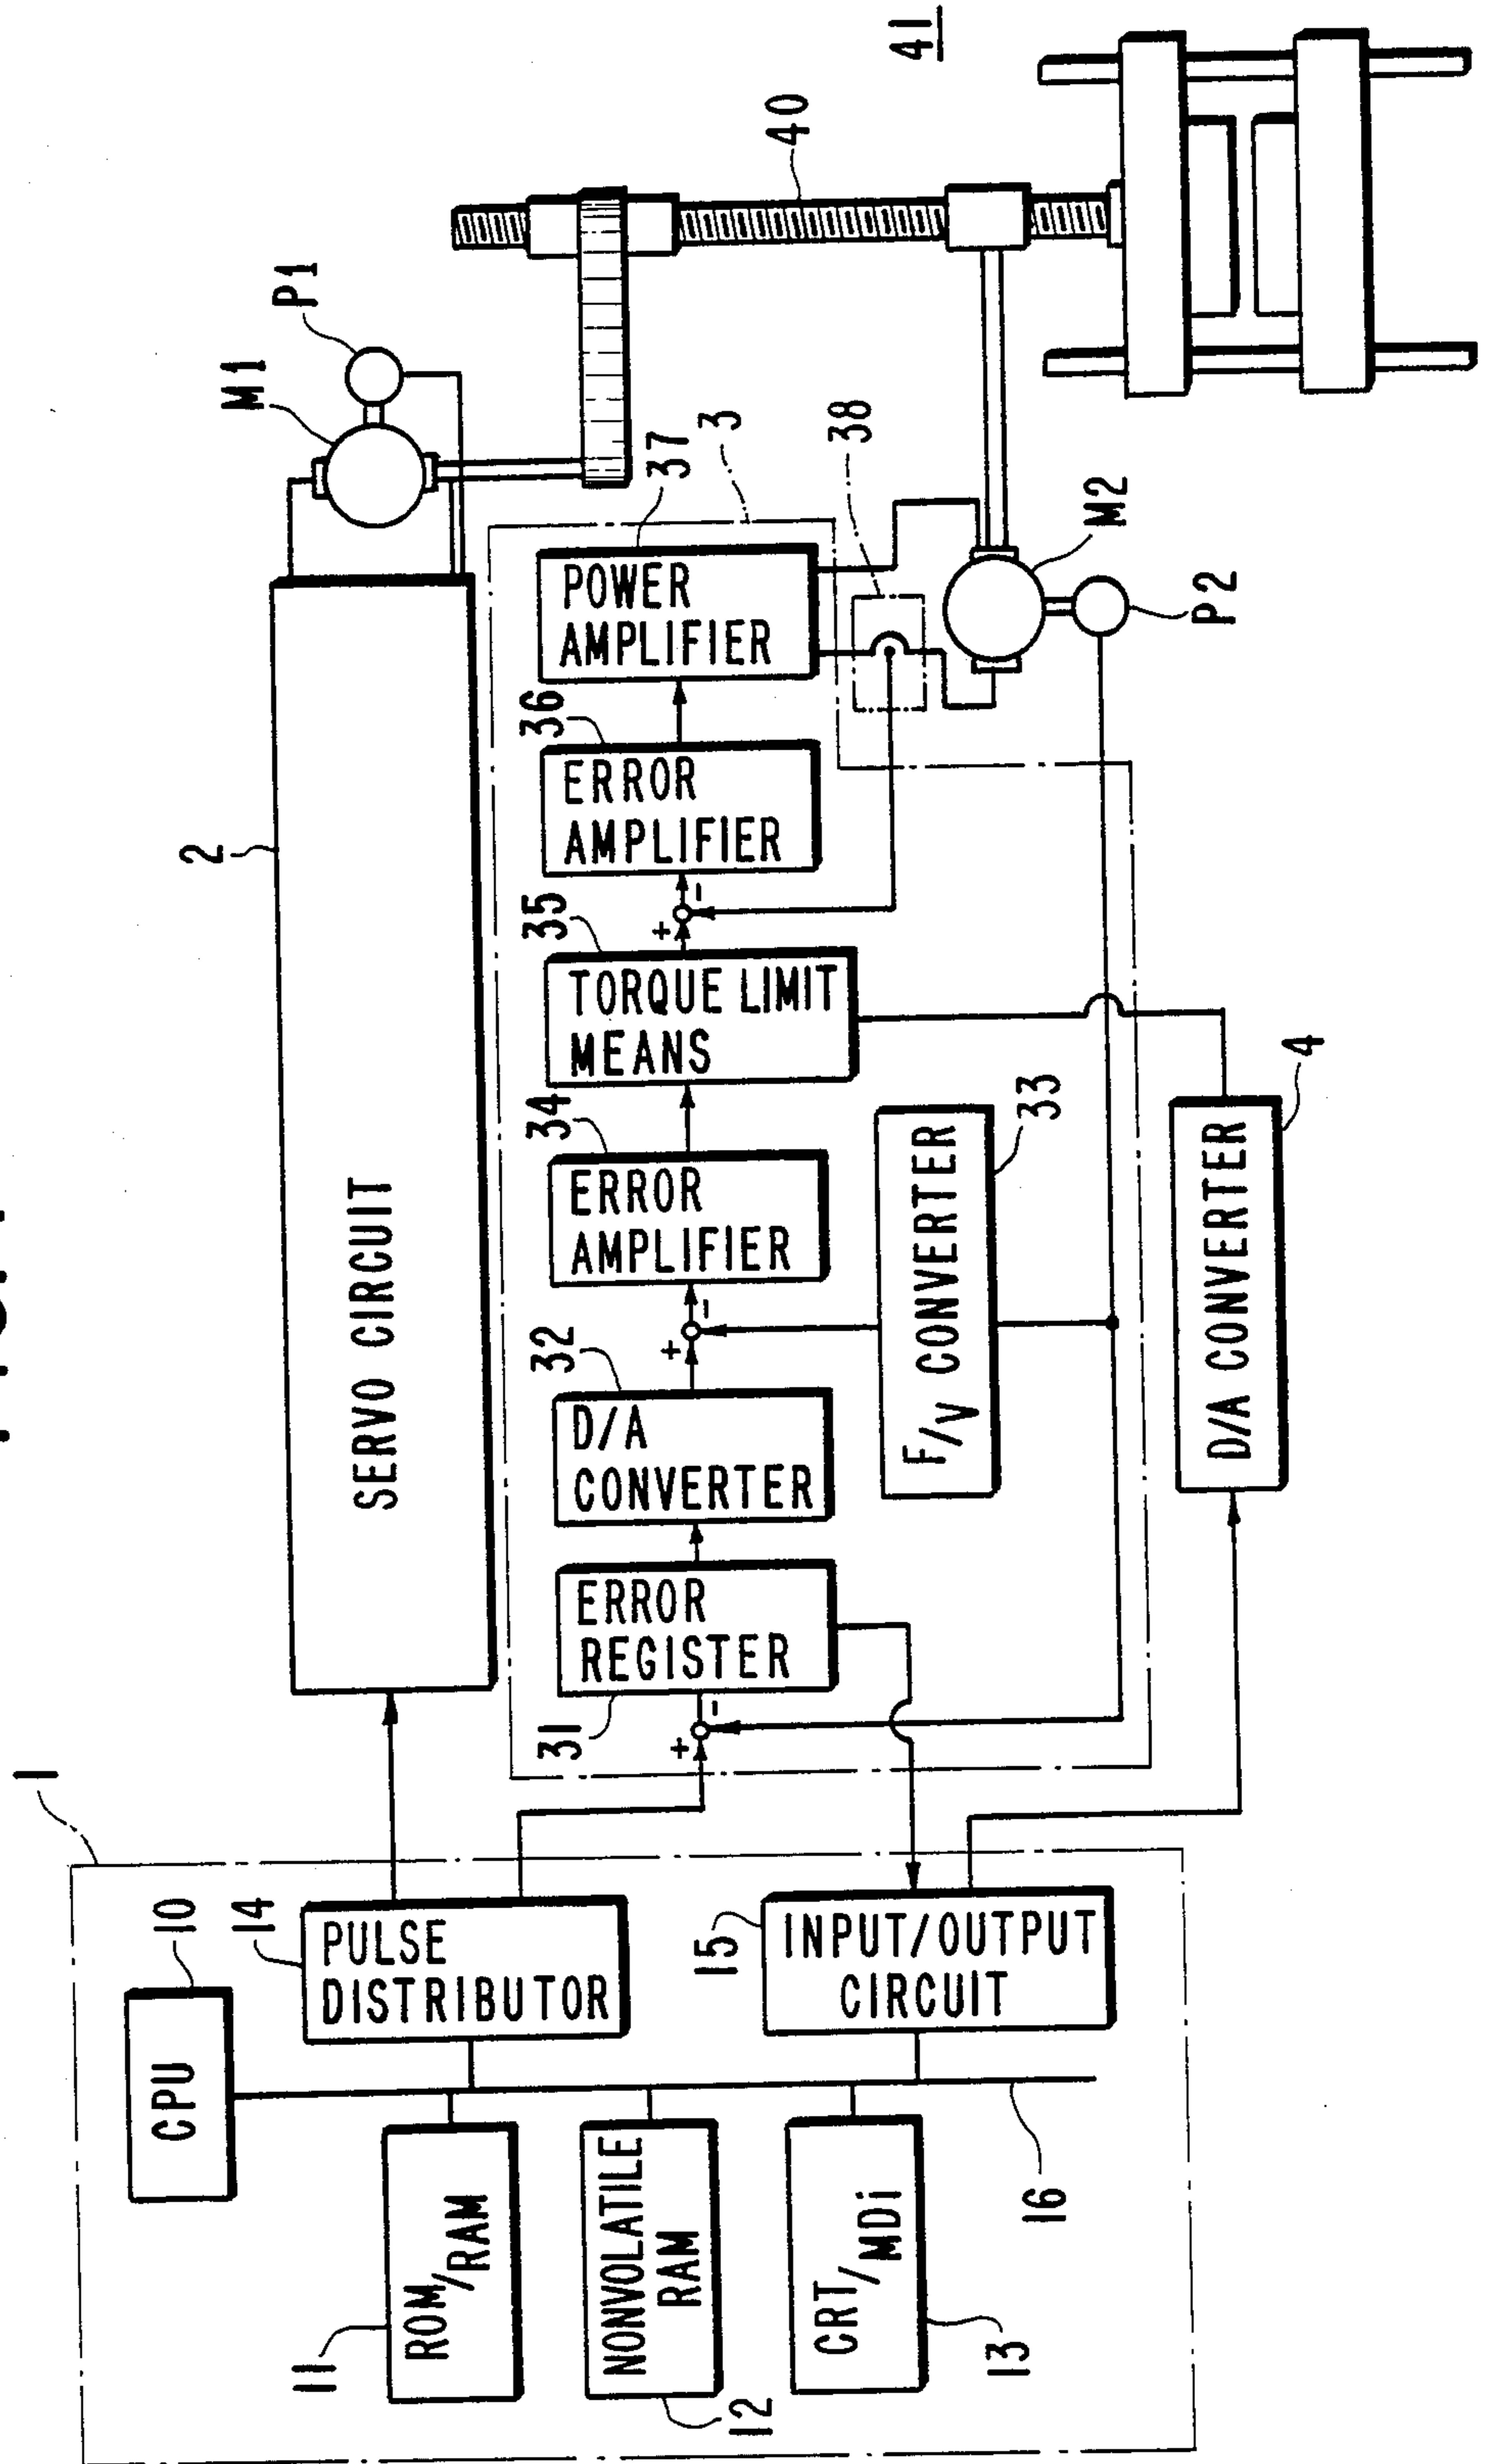 1
CPU
10
ROM/RAM
11
NONVOLATILE
RAM
12
CRT/MDi
13
PULSE
DISTRIBUTOR
14
INPUT/OUTPUT
CIRCUIT
15
16
SERVO CIRCUIT
2
+
-
ERROR
REGISTER
31
D/A
CONVERTER
32
+
-
F/V CONVERTER
33
ERROR
AMPLIFIER
34
TORQUE LIMIT
MEANS
35
+
-
ERROR
AMPLIFIER
36
POWER
AMPLIFIER
37
3
38
D/A CONVERTER
4
M1
P1
M2
P2
40
41